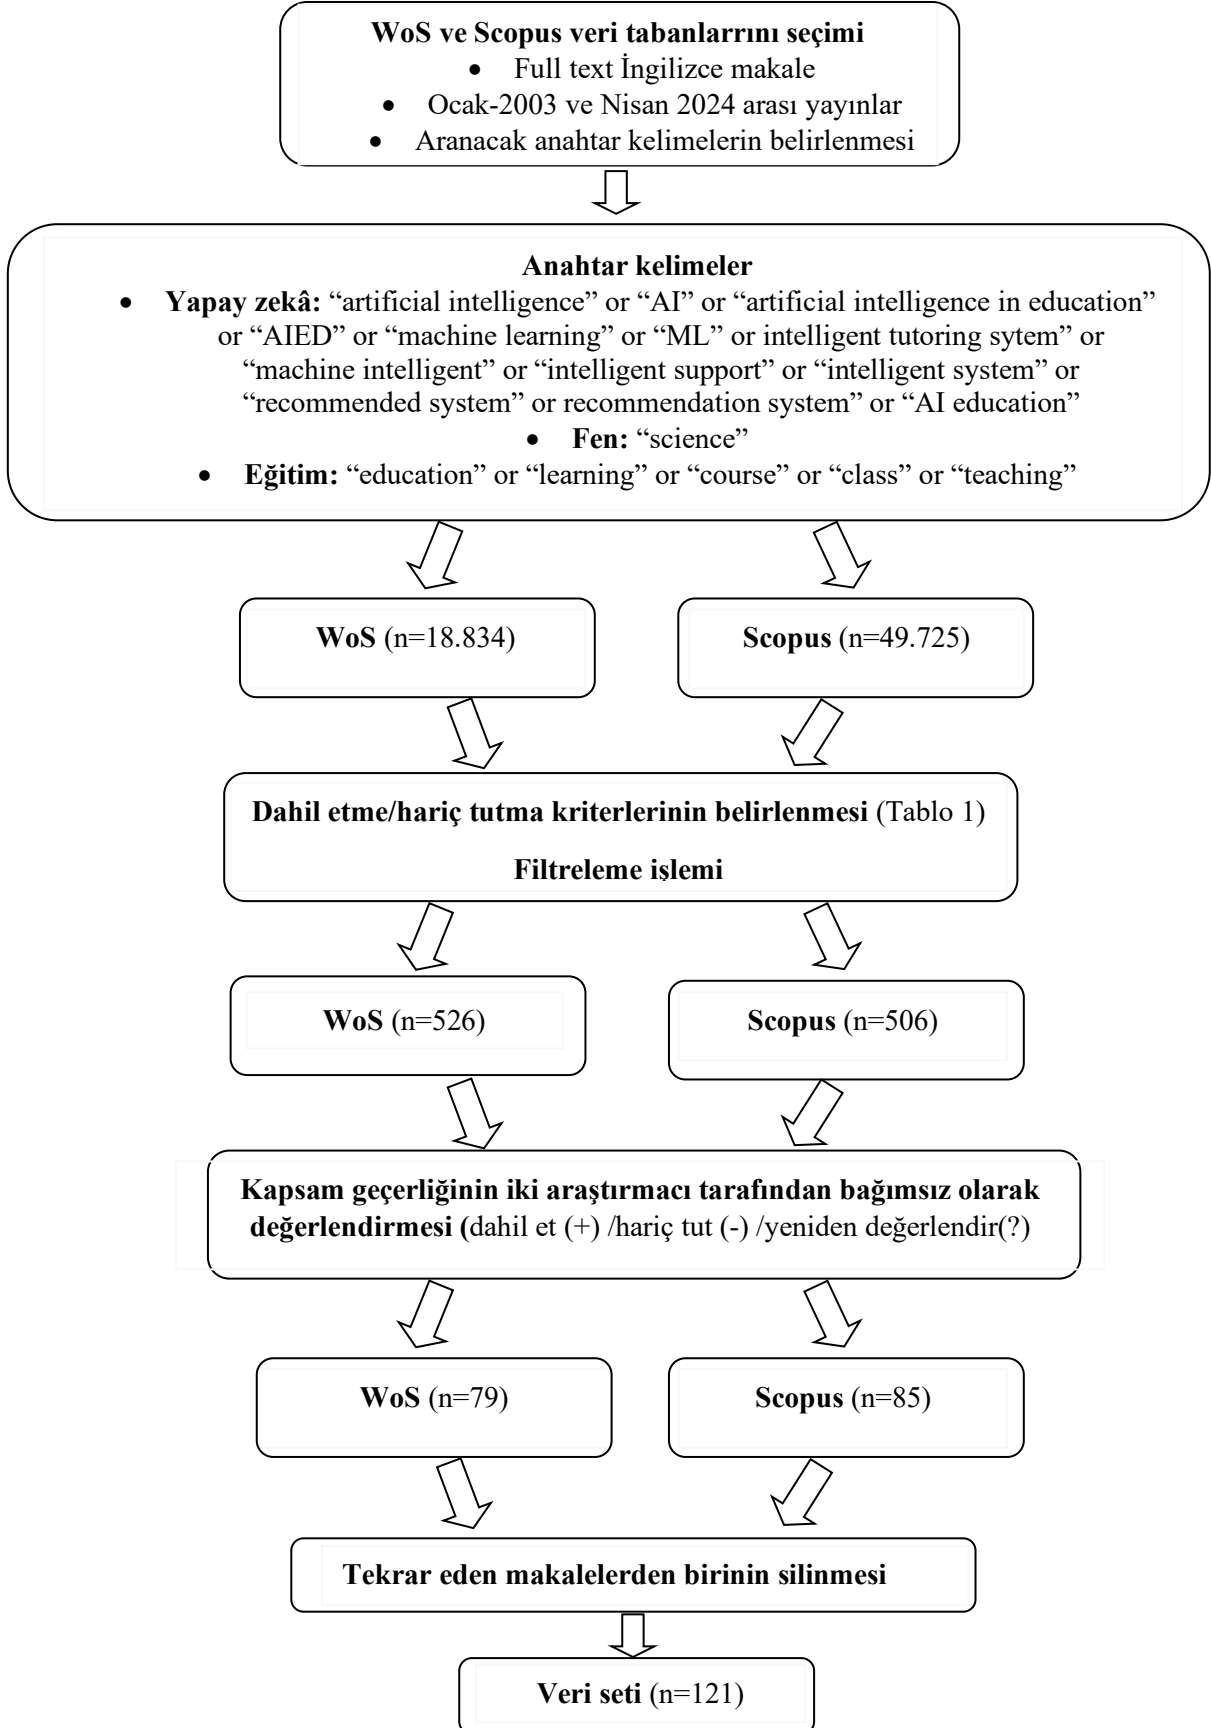 WoS ve Scopus veri tabanlarrını seçimi
• Full text İngilizce makale
• Ocak-2003 ve Nisan 2024 arası yayınlar
• Aranacak anahtar kelimelerin belirlenmesi
Anahtar kelimeler
• Yapay zekâ: “artificial intelligence” or “AI” or “artificial intelligence in education”
or “AIED” or “machine learning” or “ML” or intelligent tutoring sytem” or
“machine intelligent” or “intelligent support” or “intelligent system” or
“recommended system” or recommendation system” or “AI education”
• Fen: “science”
• Eğitim: “education” or “learning” or “course” or “class” or “teaching”
WoS (n=18.834)
Scopus (n=49.725)
Dahil etme/hariç tutma kriterlerinin belirlenmesi (Tablo 1)
Filtreleme işlemi
WoS (n=526)
Scopus (n=506)
Kapsam geçerliğinin iki araştırmacı tarafından bağımsız olarak
değerlendirmesi (dahil et (+) /hariç tut (-) /yeniden değerlendir(?)
WoS (n=79)
Scopus (n=85)
Tekrar eden makalelerden birinin silinmesi
Veri seti (n=121)